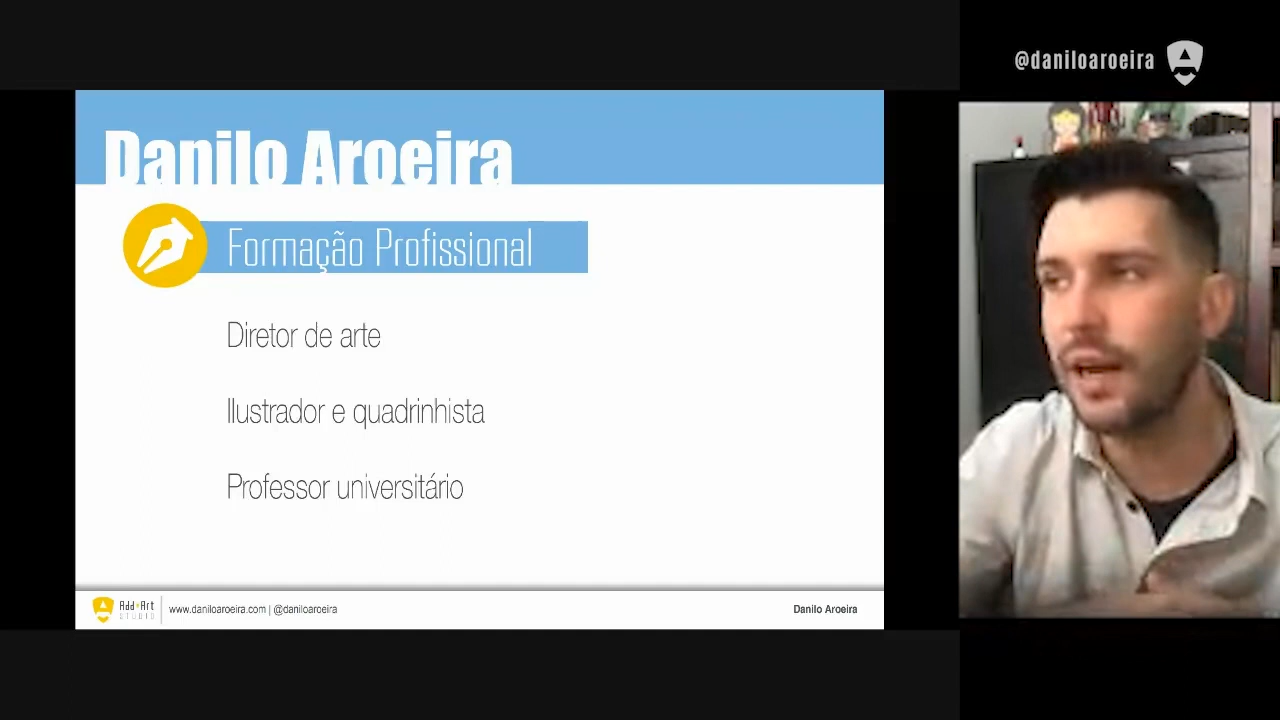 @daniloaroeira
Danilo Aroeira
Formação Profissional
Diretor de arte
Ilustrador e quadrinhista
Professor universitário
Add+Art
STUDIO
www.daniloaroeira.com | @daniloaroeira
Danilo Aroeira